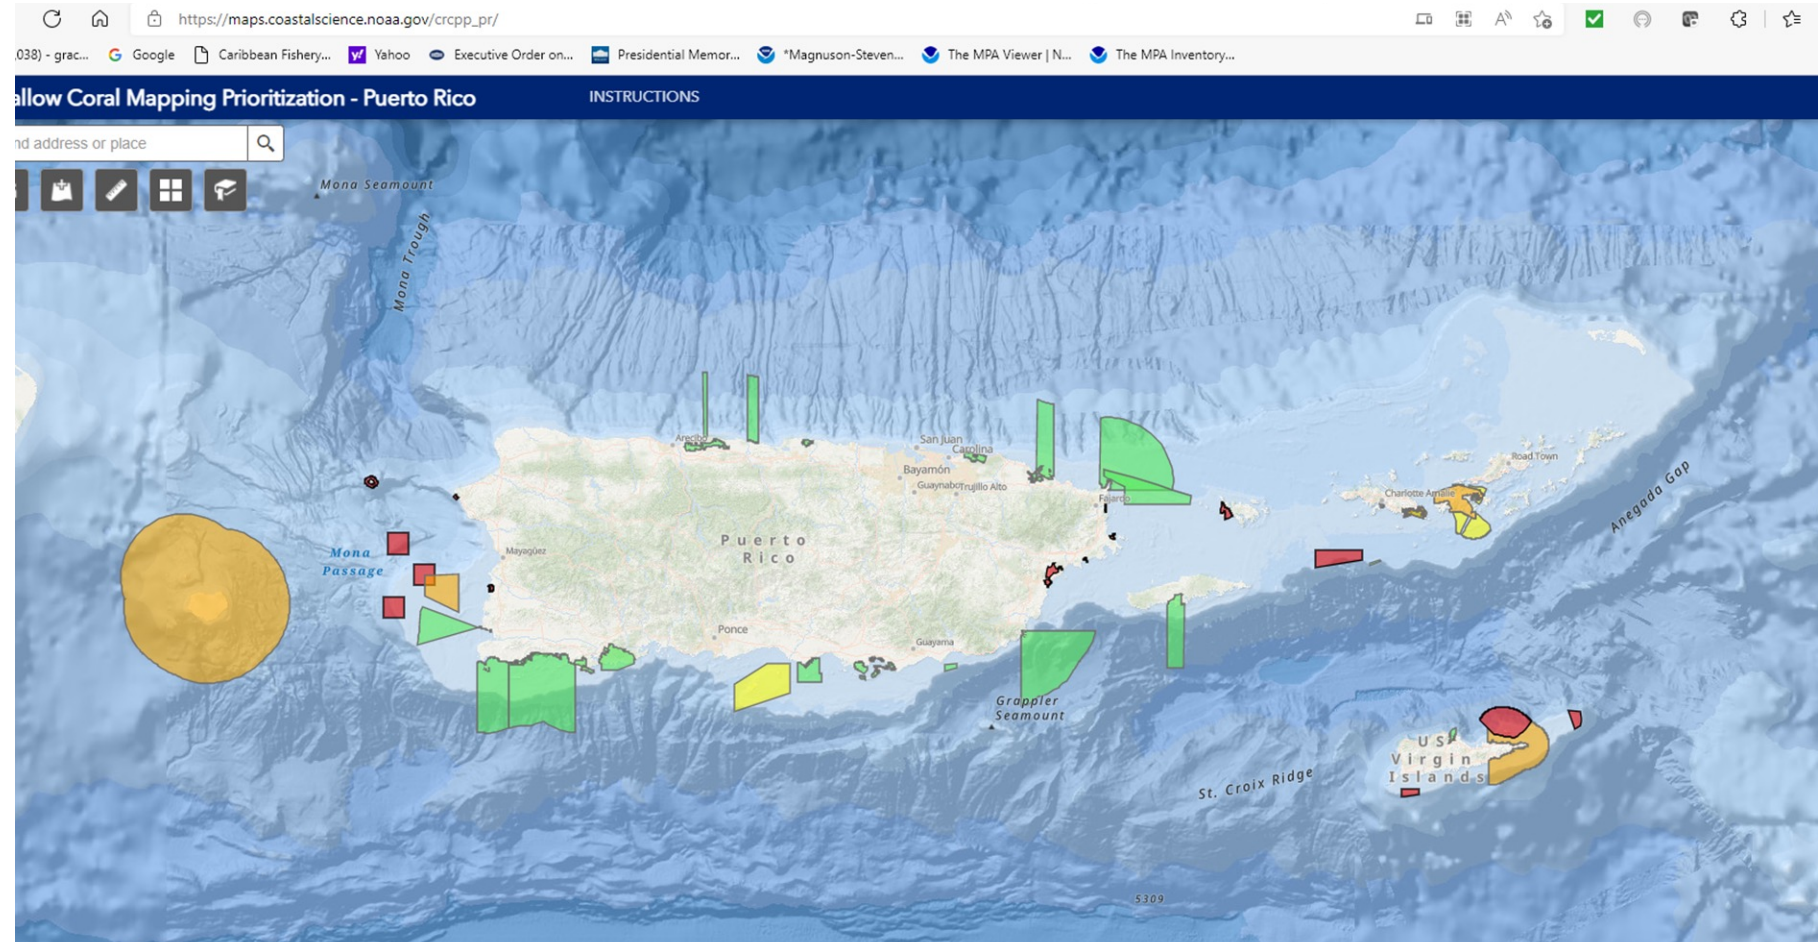 https://maps.coastalscience.noaa.gov/crcpp_pr/
,038) - grac... Google Caribbean Fishery... Yahoo Executive Order on... Presidential Memor... *Magnuson-Steven... The MPA Viewer | N... The MPA Inventory...
allow Coral Mapping Prioritization - Puerto Rico INSTRUCTIONS
nd address or place
Mona Seamount
Mona Trough
Arecibo
San Juan
Carolina
Bayamón
Guaynabo Trujillo Alto
Fajardo
Charlotte Amalie
Road Town
Anegada Gap
Mona
Passage
Mayagüez
Puerto
Rico
Ponce
Guayama
Grappler
Seamount
St. Croix Ridge
US
Virgin
Islands
5309